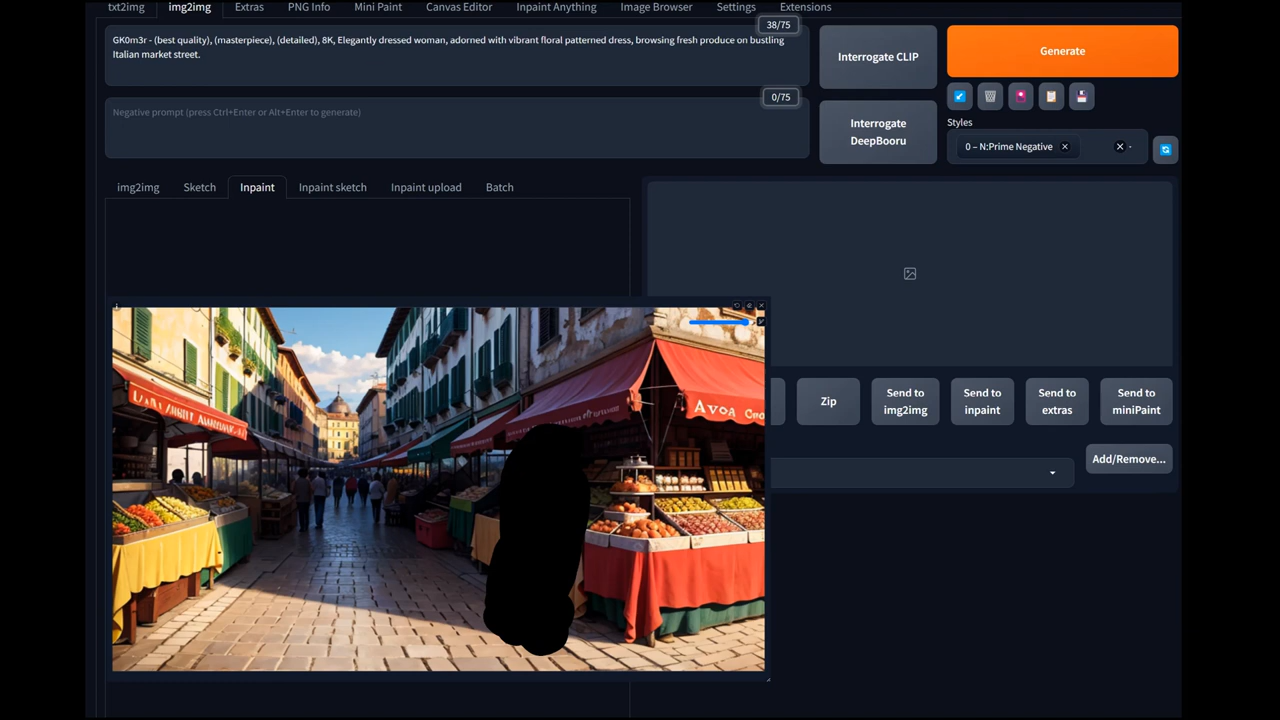 txt2img img2img Extras PNG Info Mini Paint Canvas Editor Inpaint Anything Image Browser Settings Extensions
38/75
GK0m3r - (best quality), (masterpiece), (detailed), 8K, Elegantly dressed woman, adorned with vibrant floral patterned dress, browsing fresh produce on bustling
Italian market street.
Interrogate CLIP
Generate
0/75
Negative prompt (press Ctrl+Enter or Alt+Enter to generate)
Interrogate
DeepBooru
Styles
0 – N:Prime Negative
img2img Sketch Inpaint Inpaint sketch Inpaint upload Batch
Zip
Send to
img2img
Send to
inpaint
Send to
extras
Send to
miniPaint
Avoa
Add/Remove...